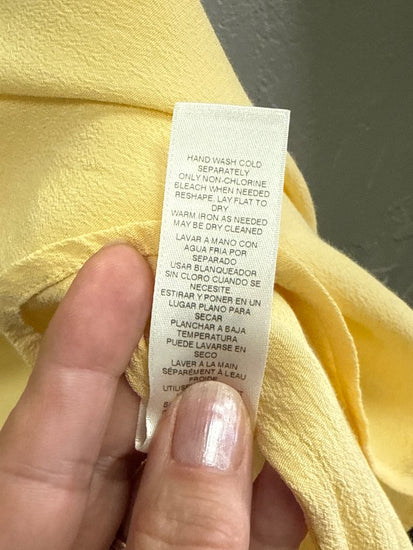 HAND WASH COLD
SEPARATELY
ONLY NON-CHLORINE
BLEACH WHEN NEEDED
RESHAPE, LAY FLAT TO
DRY
WARM IRON AS NEEDED
MAY BE DRY CLEANED
LAVAR A MANO CON
AGUA FRIA POR
SEPARADO
USAR BLANQUEADOR
SIN CLORO CUANDO SE
NECESITE.
ESTIRAR Y PONER EN UN
LUGAR PLANO PARA
SECAR
PLANCHAR A BAJA
TEMPERATURA
PUEDE LAVARSE EN
SECO
LAVER A LA MAIN
SÉPARÉMENT À L'EAU
FROIDE